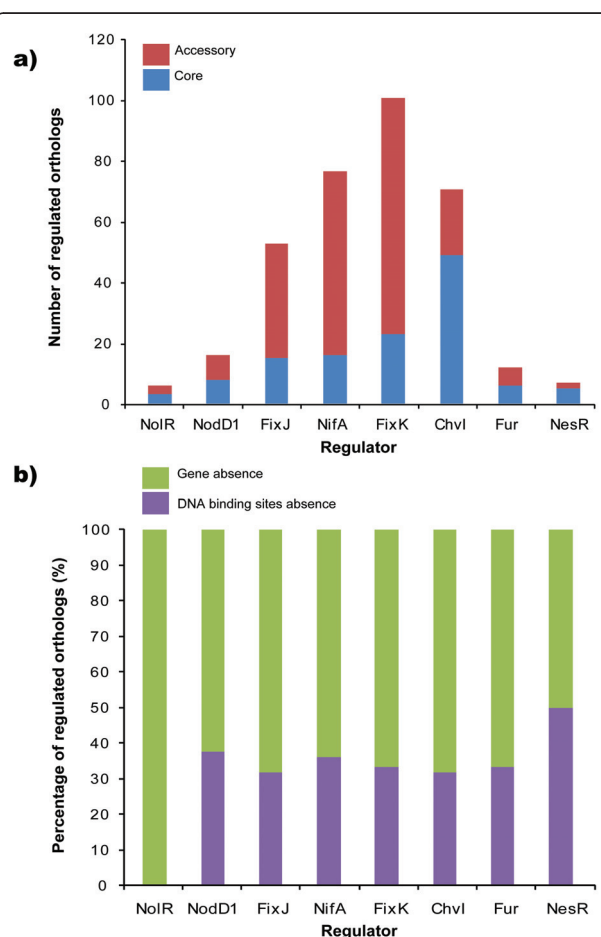 a)
Accessory
Core
Number of regulated orthologs
120
100
80
60
40
20
0
NolR NodD1 FixJ NifA FixK ChvI Fur NesR
Regulator
b)
Gene absence
DNA binding sites absence
Percentage of regulated orthologs (%)
100
90
80
70
60
50
40
30
20
10
0
NolR NodD1 FixJ NifA FixK ChvI Fur NesR
Regulator